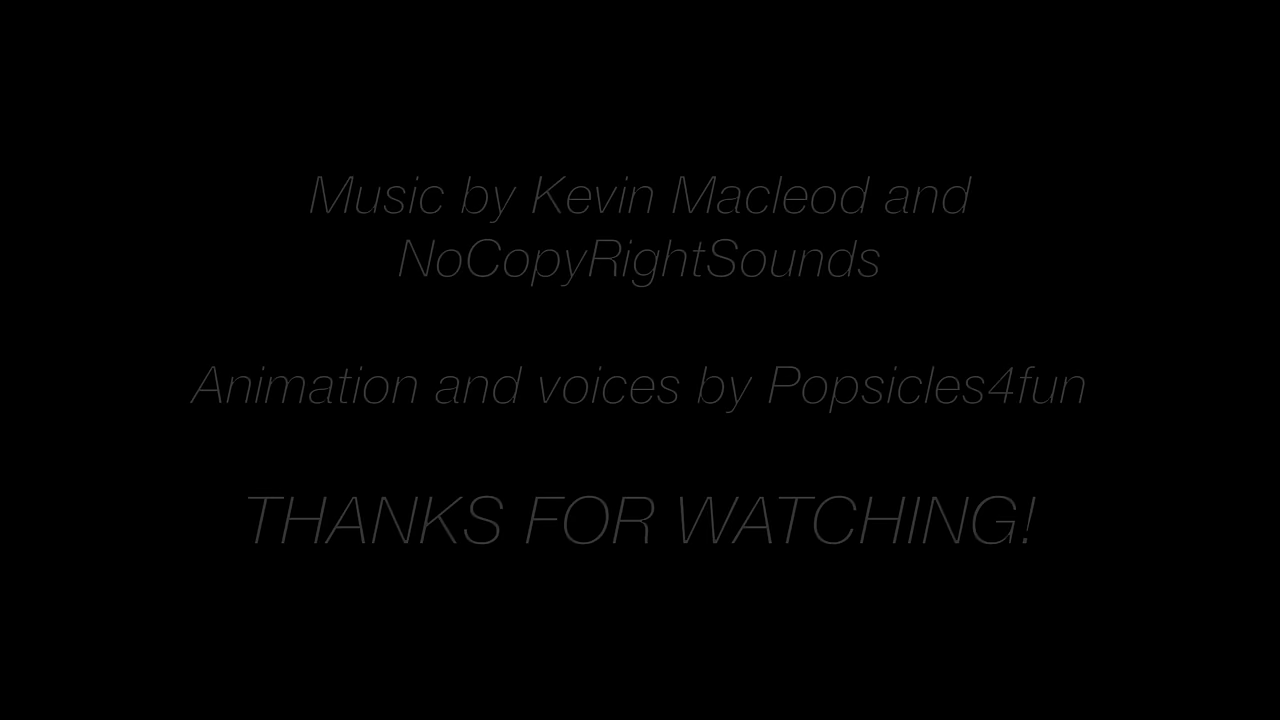 Music by Kevin Macleod and
NoCopyRightSounds
Animation and voices by Popsicles4fun
THANKS FOR WATCHING!